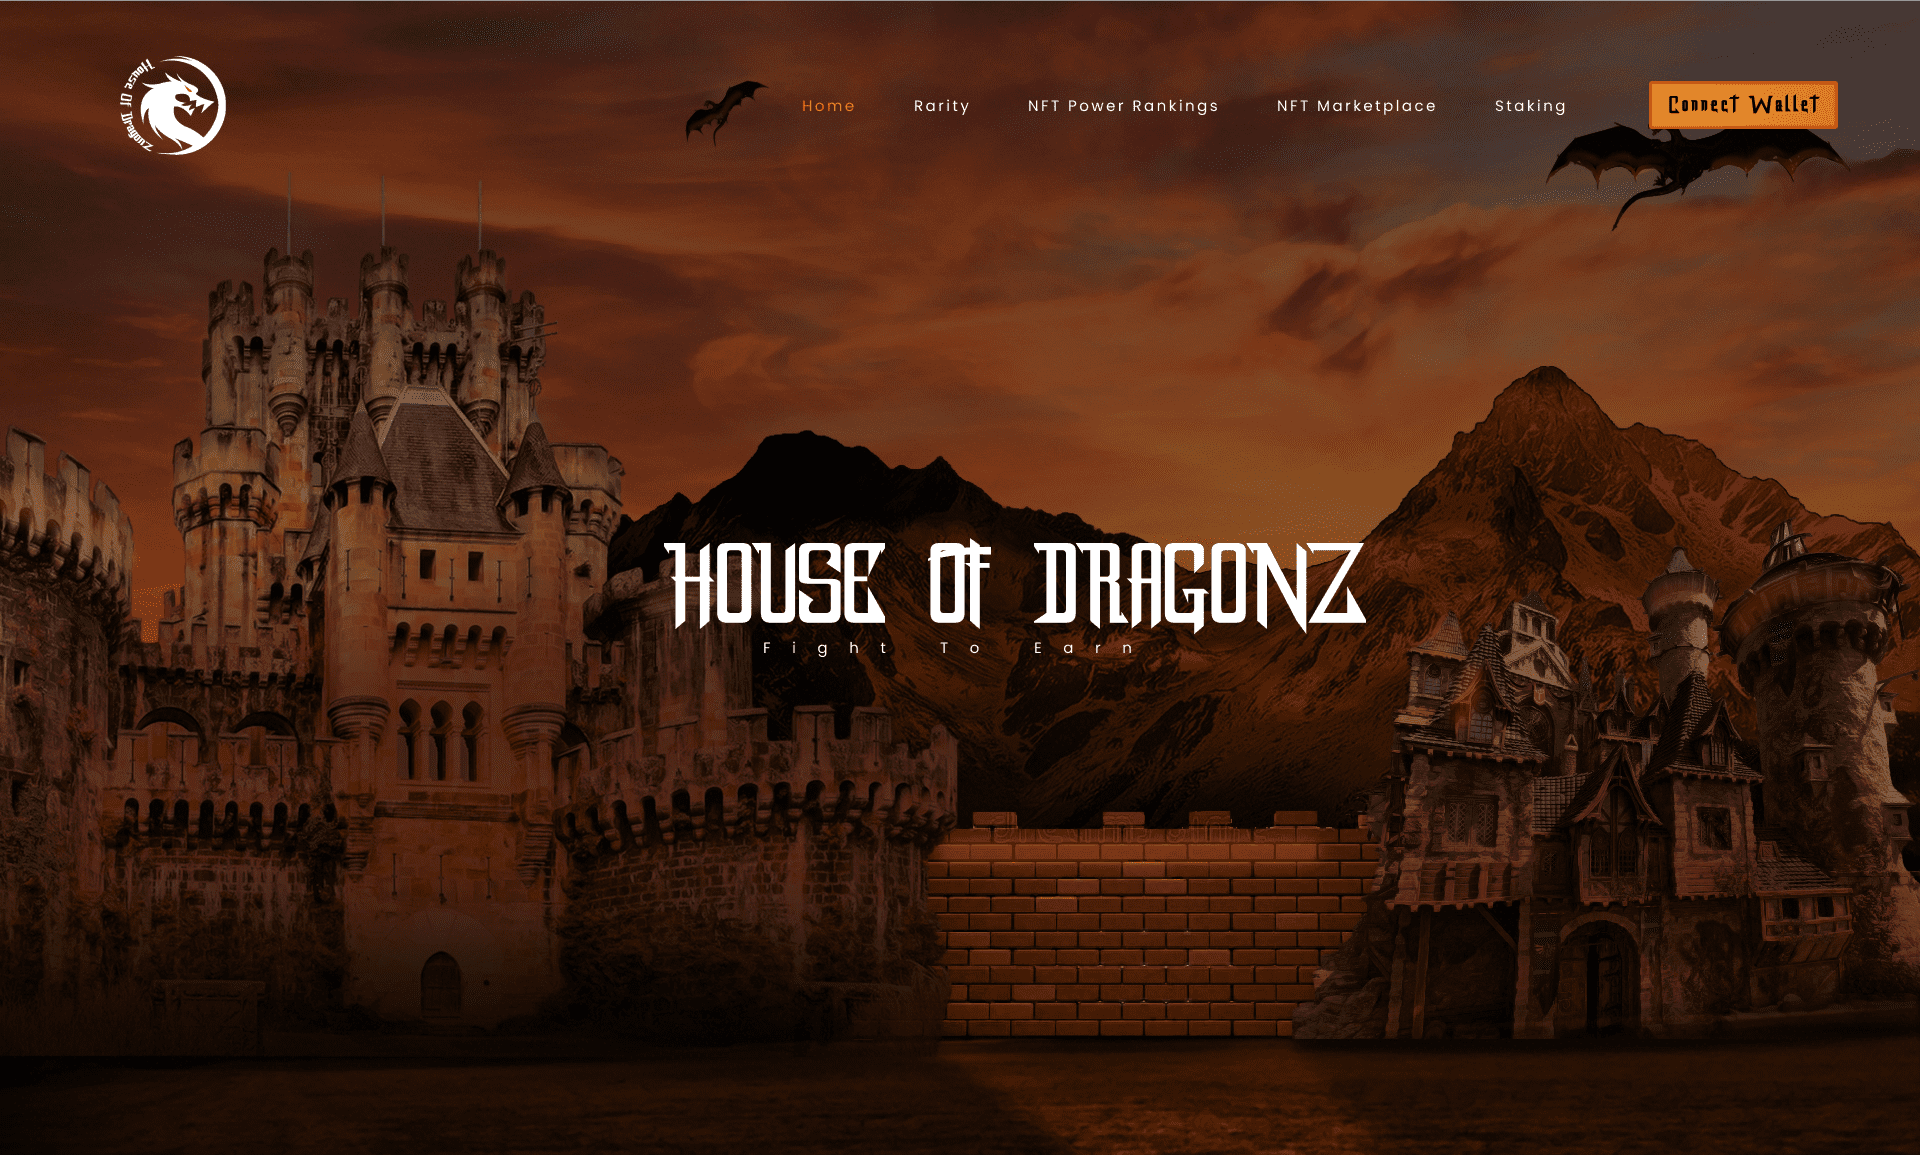 House Of Dragonz
Home
Rarity
NFT Power Rankings
NFT Marketplace
Staking
Connect Wallet
HOUSE OF DRAGONZ
Fight To Earn